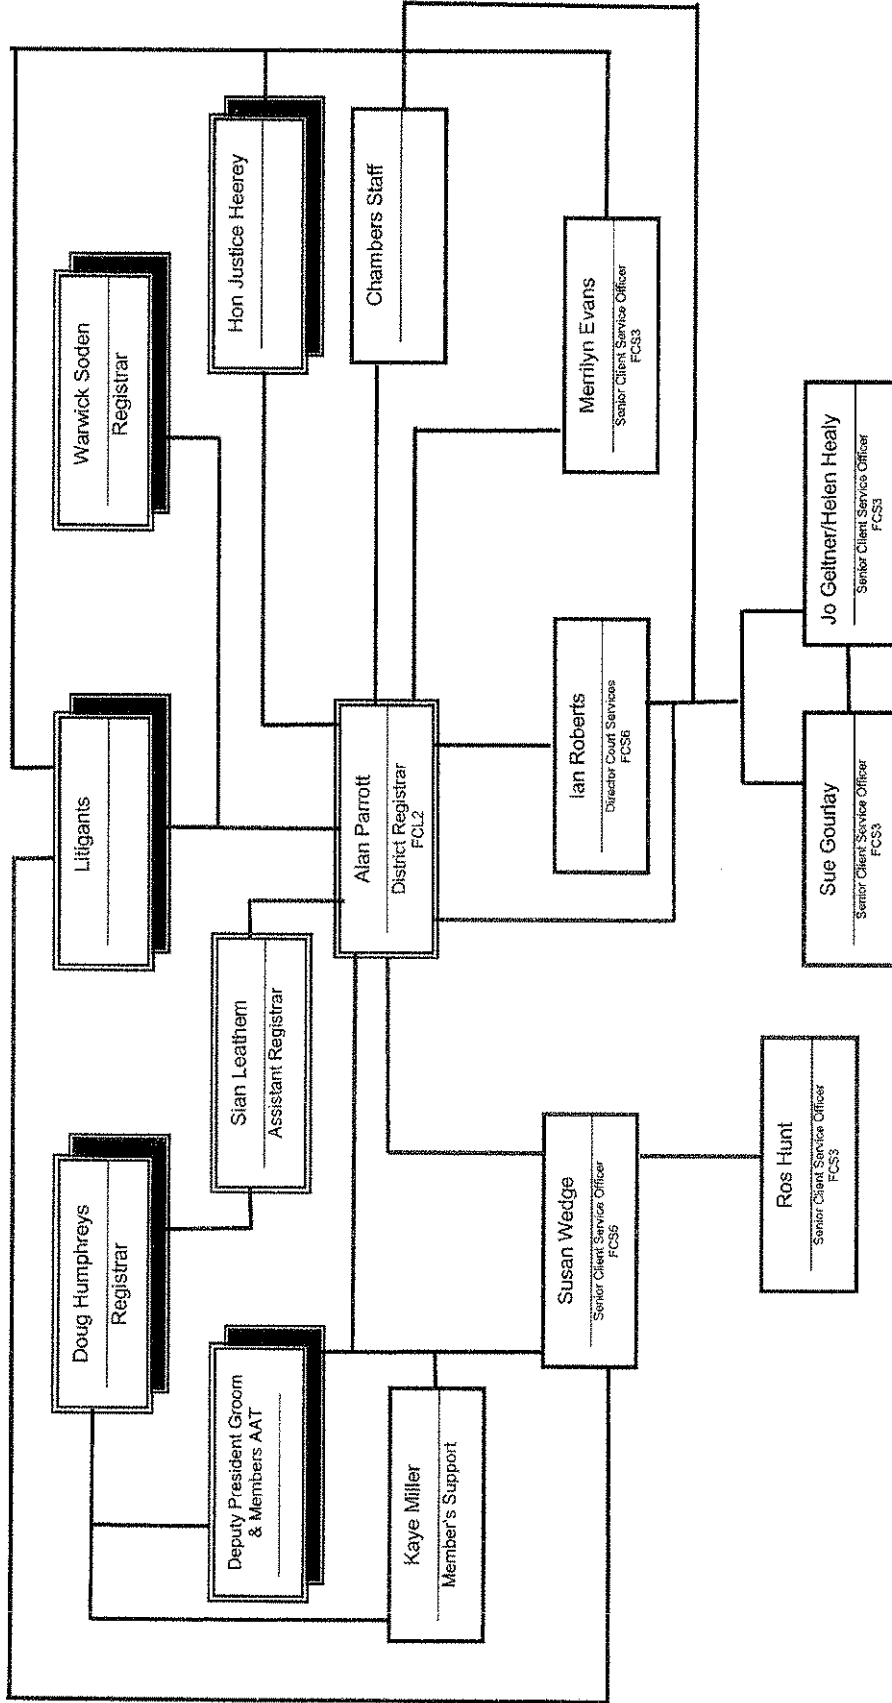 Doug Humphreys
Registrar
Litigants
Warwick Soden
Registrar
Deputy President Groom
& Members AAT
Sian Leathem
Assistant Registrar
Hon Justice Heerey
Kaye Miller
Member's Support
Alan Parrott
District Registrar
FCL2
Chambers Staff
Susan Wedge
Senior Client Service Officer
FCS5
Ian Roberts
Director Court Services
FCS6
Merrilyn Evans
Senior Client Service Officer
FCS3
Ros Hunt
Senior Client Service Officer
FCS3
Sue Gourlay
Senior Client Service Officer
FCS3
Jo Geltner/Helen Healy
Senior Client Service Officer
FCS3